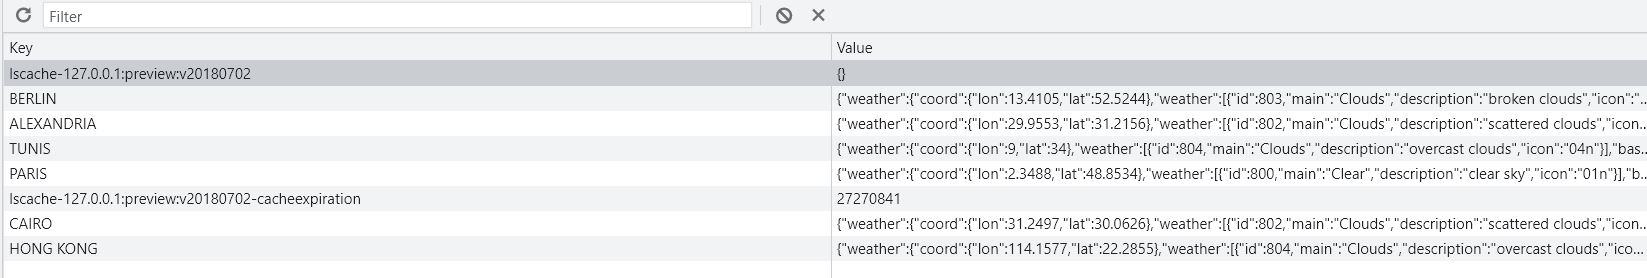 Filter
Key Value
lscache-127.0.0.1:preview:v20180702 {}
BERLIN {"weather":{"coord":{"lon":13.4105,"lat":52.5244},"weather":[{"id":803,"main":"Clouds","description":"broken clouds","icon":"...
ALEXANDRIA {"weather":{"coord":{"lon":29.9553,"lat":31.2156},"weather":[{"id":802,"main":"Clouds","description":"scattered clouds","icon...
TUNIS {"weather":{"coord":{"lon":9,"lat":34},"weather":[{"id":804,"main":"Clouds","description":"overcast clouds","icon":"04n"}],"bas...
PARIS {"weather":{"coord":{"lon":2.3488,"lat":48.8534},"weather":[{"id":800,"main":"Clear","description":"clear sky","icon":"01n"}],"b...
lscache-127.0.0.1:preview:v20180702-cacheexpiration 27270841
CAIRO {"weather":{"coord":{"lon":31.2497,"lat":30.0626},"weather":[{"id":802,"main":"Clouds","description":"scattered clouds","icon...
HONG KONG {"weather":{"coord":{"lon":114.1577,"lat":22.2855},"weather":[{"id":804,"main":"Clouds","description":"overcast clouds","ico...